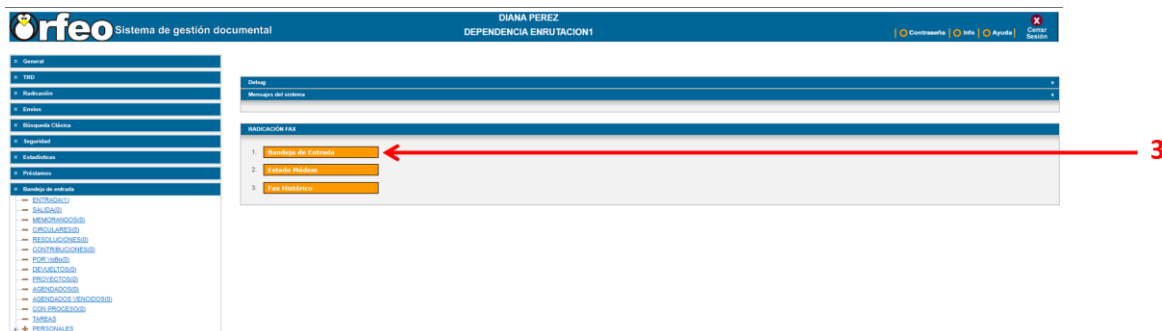 Orfeo Sistema de gestión documental
DIANA PEREZ
DEPENDENCIA ENRUTACION1
| Contraseña | Info | Ayuda |
X
Cerrar
Sesión
General
TRD
Radicación
Envíos
Búsqueda Clásica
Seguridad
Estadísticas
Préstamos
Bandeja de entrada
ENTRADA(1)
SALIDA(0)
MEMORANDOS(0)
CIRCULARES(0)
RESOLUCIONES(0)
CONTRIBUCIONES(0)
POR VoBo(0)
DEVUELTOS(0)
PROYECTOS(0)
AGENDADOS(0)
AGENDADOS VENCIDOS(0)
CON PROCESO(0)
TAREAS
PERSONALES
Debug x
Mensajes del sistema x
RADICACIÓN FAX
1. Bandeja de Entrada
2. Estado Módem
3. Fax Histórico
3